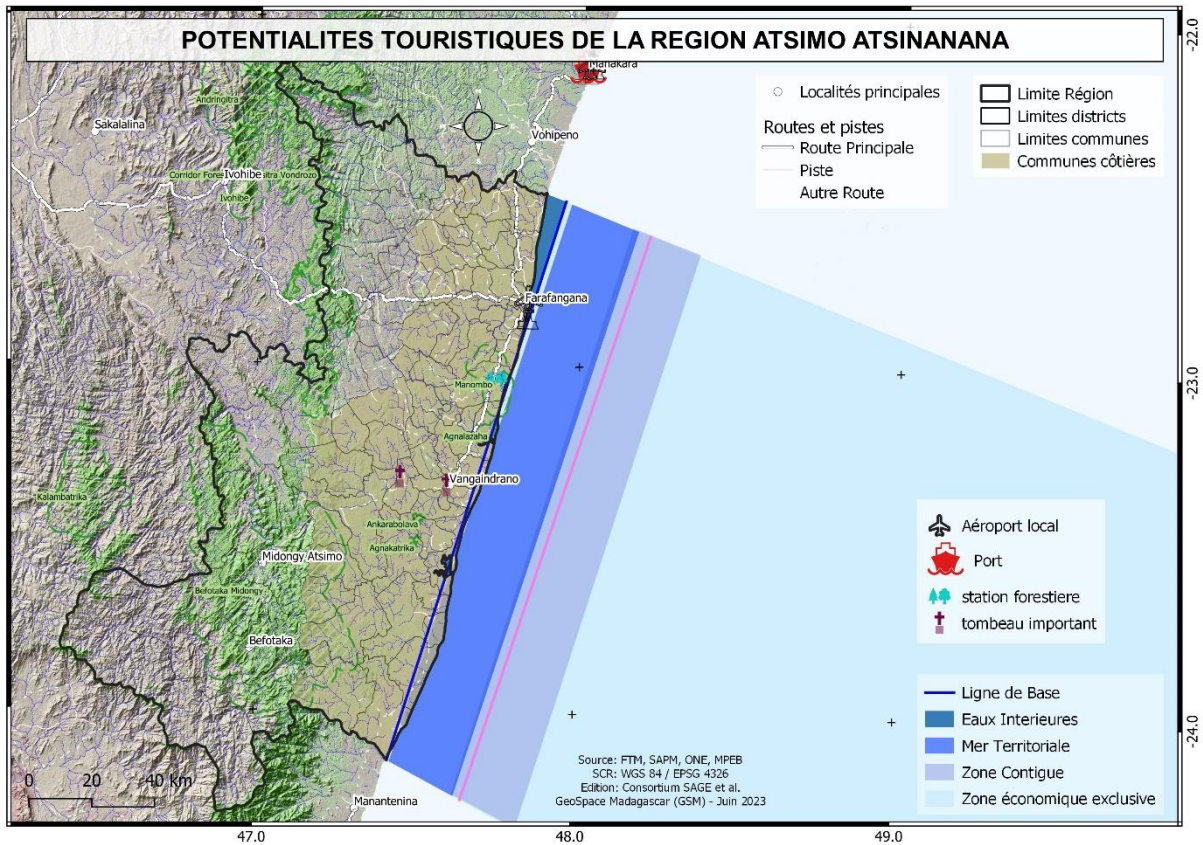 POTENTIALITES TOURISTIQUES DE LA REGION ATSIMO ATSINANANA
-22.0
Manakara
Andringitra
Sakalalina
Vohipeno
Localités principales
Routes et pistes
Route Principale
Piste
Autre Route
Limite Région
Limites districts
Limites communes
Communes côtières
Ivohibe
Ivohibe
Farafangana
-23.0
Manombo
Agnalazaha
Vangaindrano
Kalambatrika
Ankarabolava
Agnakatrika
Midongy Atsimo
Befotaka Midongy
Befotaka
Aéroport local
Port
station forestiere
tombeau important
Ligne de Base
Eaux Interieures
Mer Territoriale
Zone Contigue
Zone économique exclusive
-24.0
Source: FTM, SAPM, ONE, MPEB
SCR: WGS 84 / EPSG 4326
Edition: Consortium SAGE et al.
GeoSpace Madagascar (GSM) - Juin 2023
0 20 40 km
Manantenina
47.0 48.0 49.0